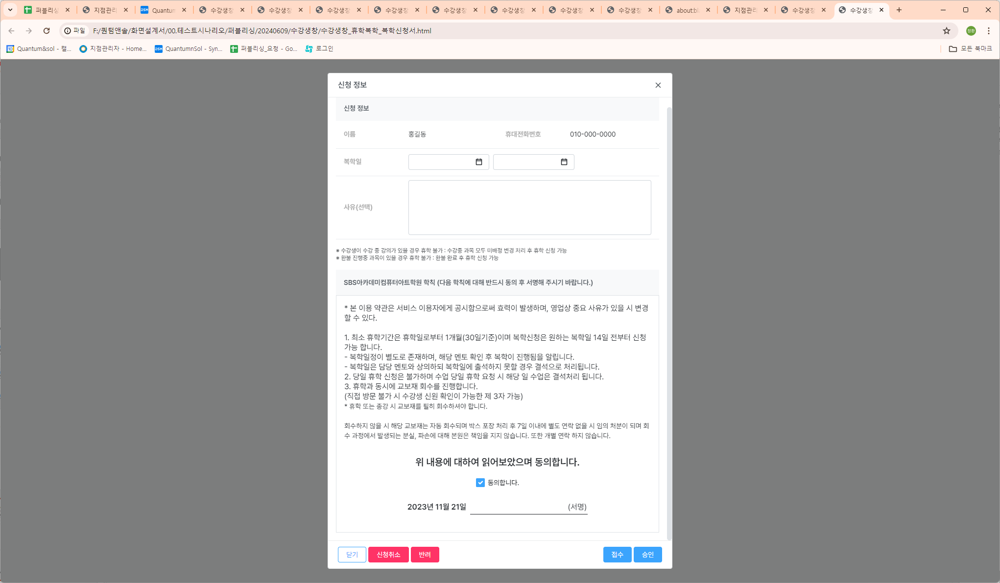 퍼블리싱
지점관리
Quantum
수강생창
수강생창
수강생창
수강생창
수강생창
수강생창
수강생창
수강생창
about:bl
지점관리
수강생창
수강생창
파일
F:/퀀텀앤솔/화면설계서/00.테스트시나리오/퍼블리싱/20240609/수강생창/수강생창_휴학복학_복학신청서.html
정환
Quantum&sol - 캘...
지점관리자 - Home...
QuantumnSol - Syn...
퍼블리싱_요청 - Go...
로그인
모든 북마크
신청 정보
신청 정보
이름
홍길동
휴대전화번호
010-000-0000
복학일
사유(선택)
※ 수강생이 수강 중 강의가 있을 경우 휴학 불가 : 수강중 과목 모두 미배정 변경 처리 후 휴학 신청 가능
※ 환불 진행중 과목이 있을 경우 휴학 불가 : 환불 완료 후 휴학 신청 가능
SBS아카데미컴퓨터아트학원 학칙 (다음 학칙에 대해 반드시 동의 후 서명해 주시기 바랍니다.)
* 본 이용 약관은 서비스 이용자에게 공시함으로써 효력이 발생하며, 영업상 중요 사유가 있을 시 변경
할 수 있다.
1. 최소 휴학기간은 휴학일로부터 1개월(30일기준)이며 복학신청은 원하는 복학일 14일 전부터 신청
가능 합니다.
- 복학일정이 별도로 존재하며, 해당 멘토 확인 후 복학이 진행됨을 알립니다.
- 복학일은 담당 멘토와 상의하되 복학일에 출석하지 못할 경우 결석으로 처리됩니다.
2. 당일 휴학 신청은 불가하며 수업 당일 휴학 요청 시 해당 일 수업은 결석처리 됩니다.
3. 휴학과 동시에 교보재 회수를 진행합니다.
(직접 방문 불가 시 수강생 신원 확인이 가능한 제 3자 가능)
* 휴학 또는 종강 시 교보재를 필히 회수하셔야 합니다.
회수하지 않을 시 해당 교보재는 자동 회수되며 박스 포장 처리 후 7일 이내에 별도 연락 없을 시 임의 처분이 되며 회
수 과정에서 발생되는 분실, 파손에 대해 본원은 책임을 지지 않습니다. 또한 개별 연락 하지 않습니다.
위 내용에 대하여 읽어보았으며 동의합니다.
동의합니다.
2023년 11월 21일
(서명)
닫기
신청취소
반려
접수
승인